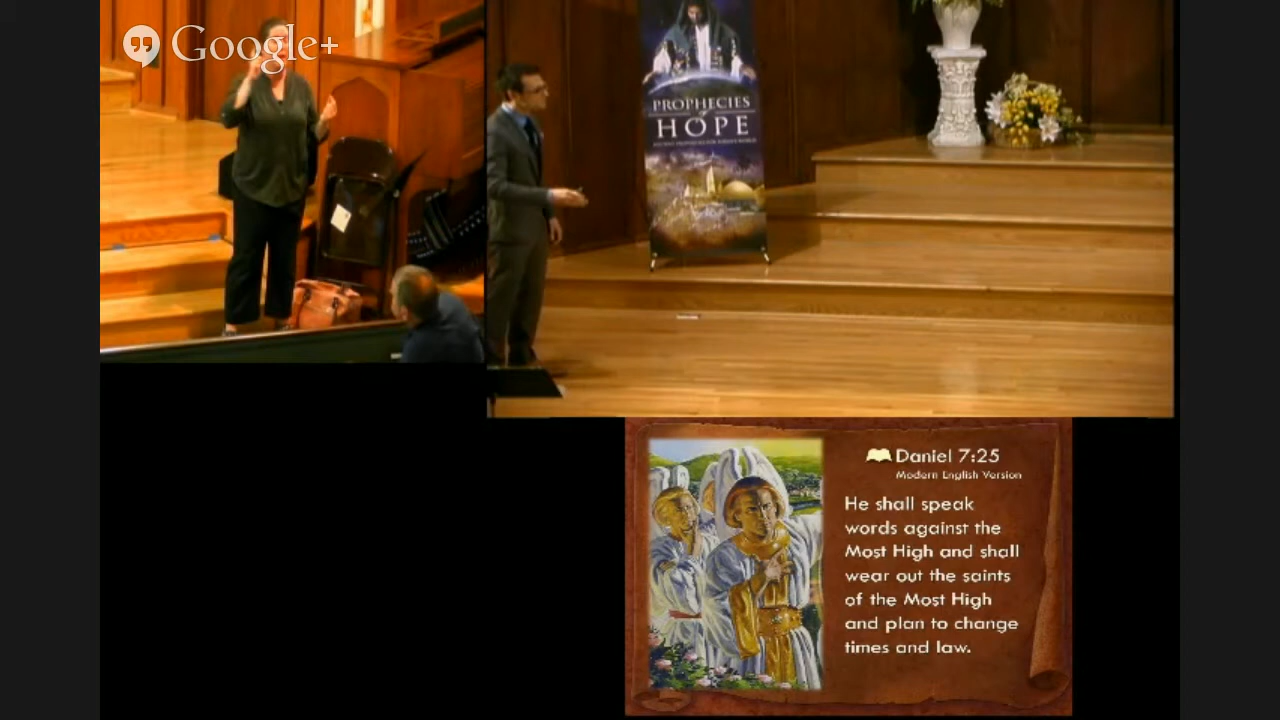 Google+
PROPHECIES
of
HOPE
Daniel 7:25
Modern English Version
He shall speak
words against the
Most High and shall
wear out the saints
of the Most High
and plan to change
times and law.